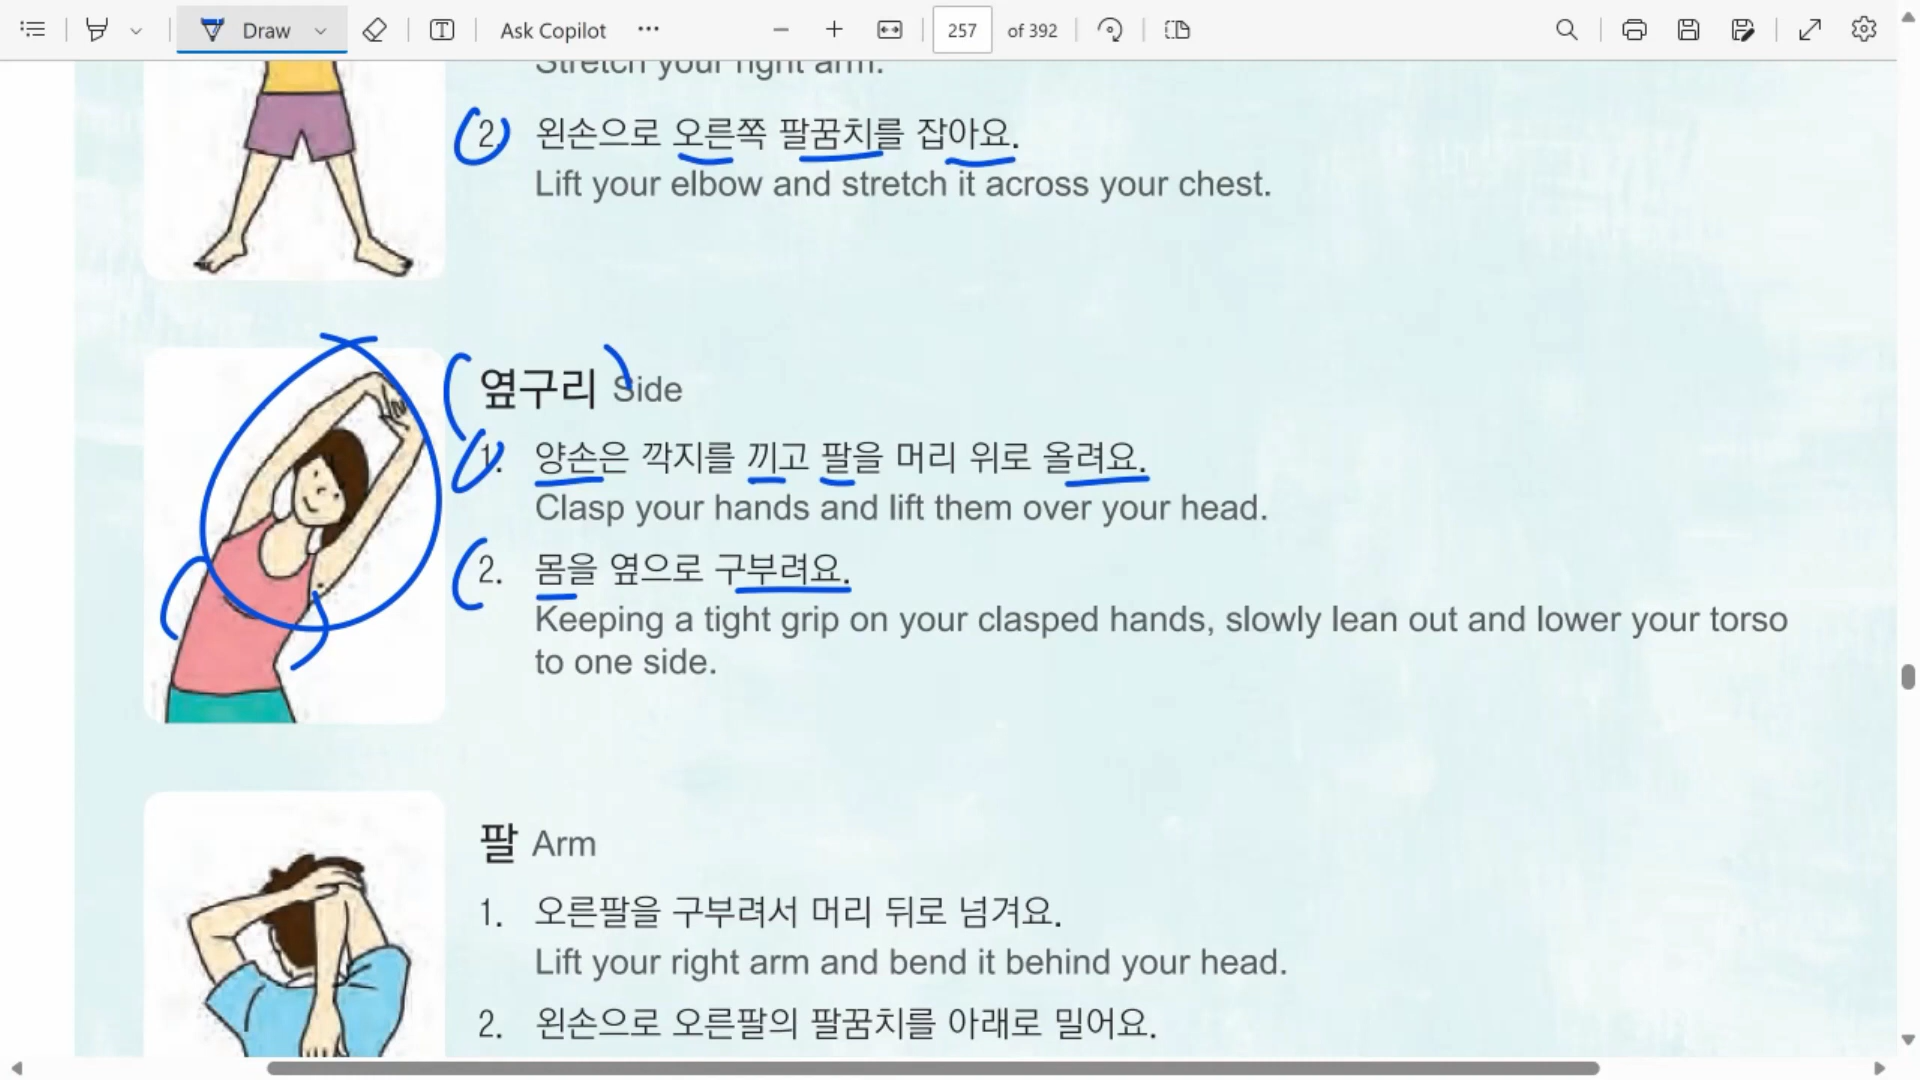 Draw
Ask Copilot
257 of 392
Stretch your right arm.
2. 왼손으로 오른쪽 팔꿈치를 잡아요.
Lift your elbow and stretch it across your chest.
옆구리 Side
1. 양손은 깍지를 끼고 팔을 머리 위로 올려요.
Clasp your hands and lift them over your head.
2. 몸을 옆으로 구부려요.
Keeping a tight grip on your clasped hands, slowly lean out and lower your torso
to one side.
팔 Arm
1. 오른팔을 구부려서 머리 뒤로 넘겨요.
Lift your right arm and bend it behind your head.
2. 왼손으로 오른팔의 팔꿈치를 아래로 밀어요.